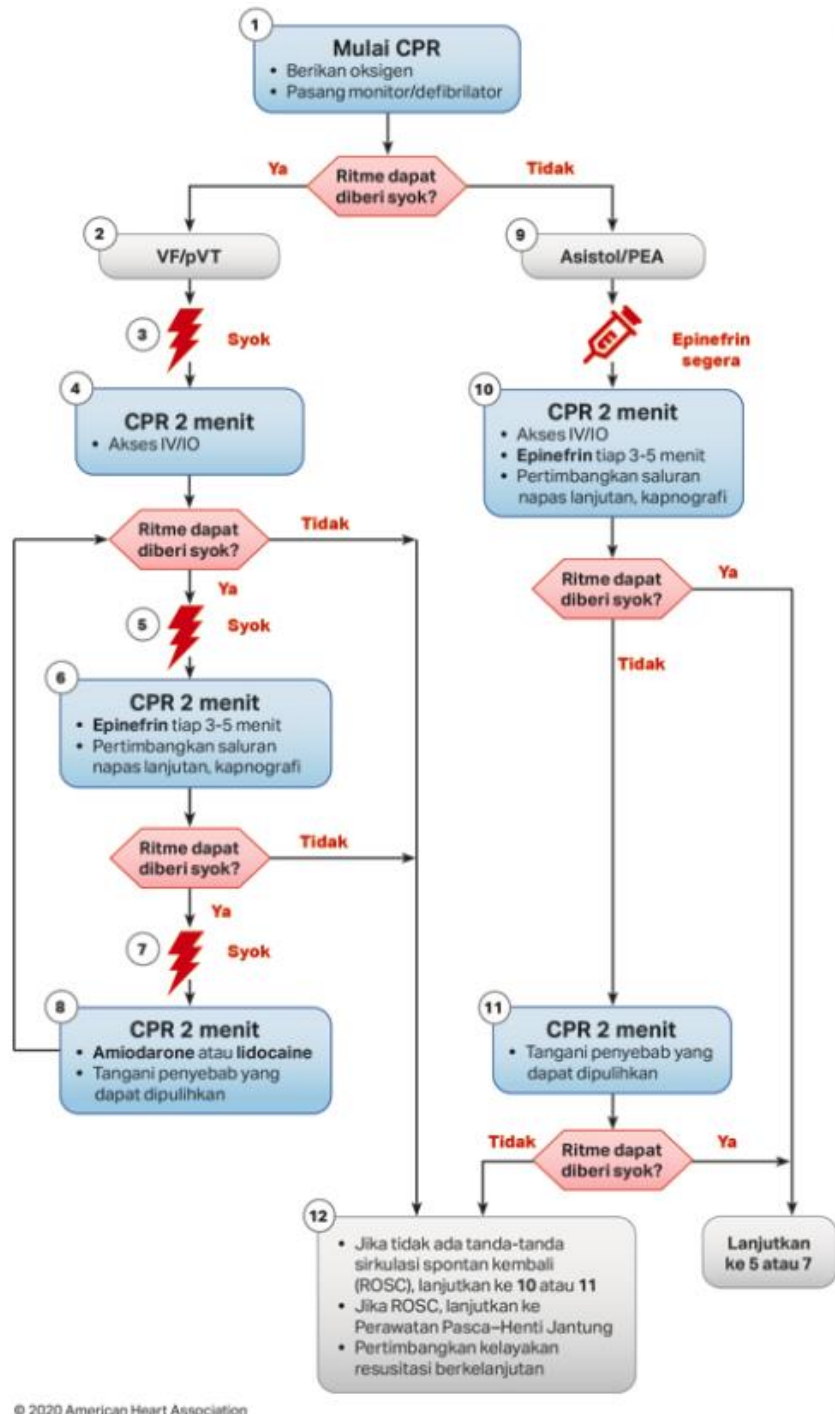 1
Mulai CPR
• Berikan oksigen
• Pasang monitor/defibrilator
Ritme dapat
diberi syok?
Ya
Tidak
2
VF/pVT
3
Syok
4
CPR 2 menit
• Akses IV/IO
Ritme dapat
diberi syok?
Tidak
Ya
5
Syok
6
CPR 2 menit
• Epinefrin tiap 3-5 menit
• Pertimbangkan saluran
napas lanjutan, kapnografi
Ritme dapat
diberi syok?
Tidak
Ya
7
Syok
8
CPR 2 menit
• Amiodarone atau lidocaine
• Tangani penyebab yang
dapat dipulihkan
9
Asistol/PEA
Epinefrin
segera
10
CPR 2 menit
• Akses IV/IO
• Epinefrin tiap 3-5 menit
• Pertimbangkan saluran
napas lanjutan, kapnografi
Ritme dapat
diberi syok?
Ya
Tidak
11
CPR 2 menit
• Tangani penyebab yang
dapat dipulihkan
Tidak
Ritme dapat
diberi syok?
Ya
12
• Jika tidak ada tanda-tanda
sirkulasi spontan kembali
(ROSC), lanjutkan ke 10 atau 11
• Jika ROSC, lanjutkan ke
Perawatan Pasca–Henti Jantung
• Pertimbangkan kelayakan
resusitasi berkelanjutan
Lanjutkan
ke 5 atau 7
© 2020 American Heart Association